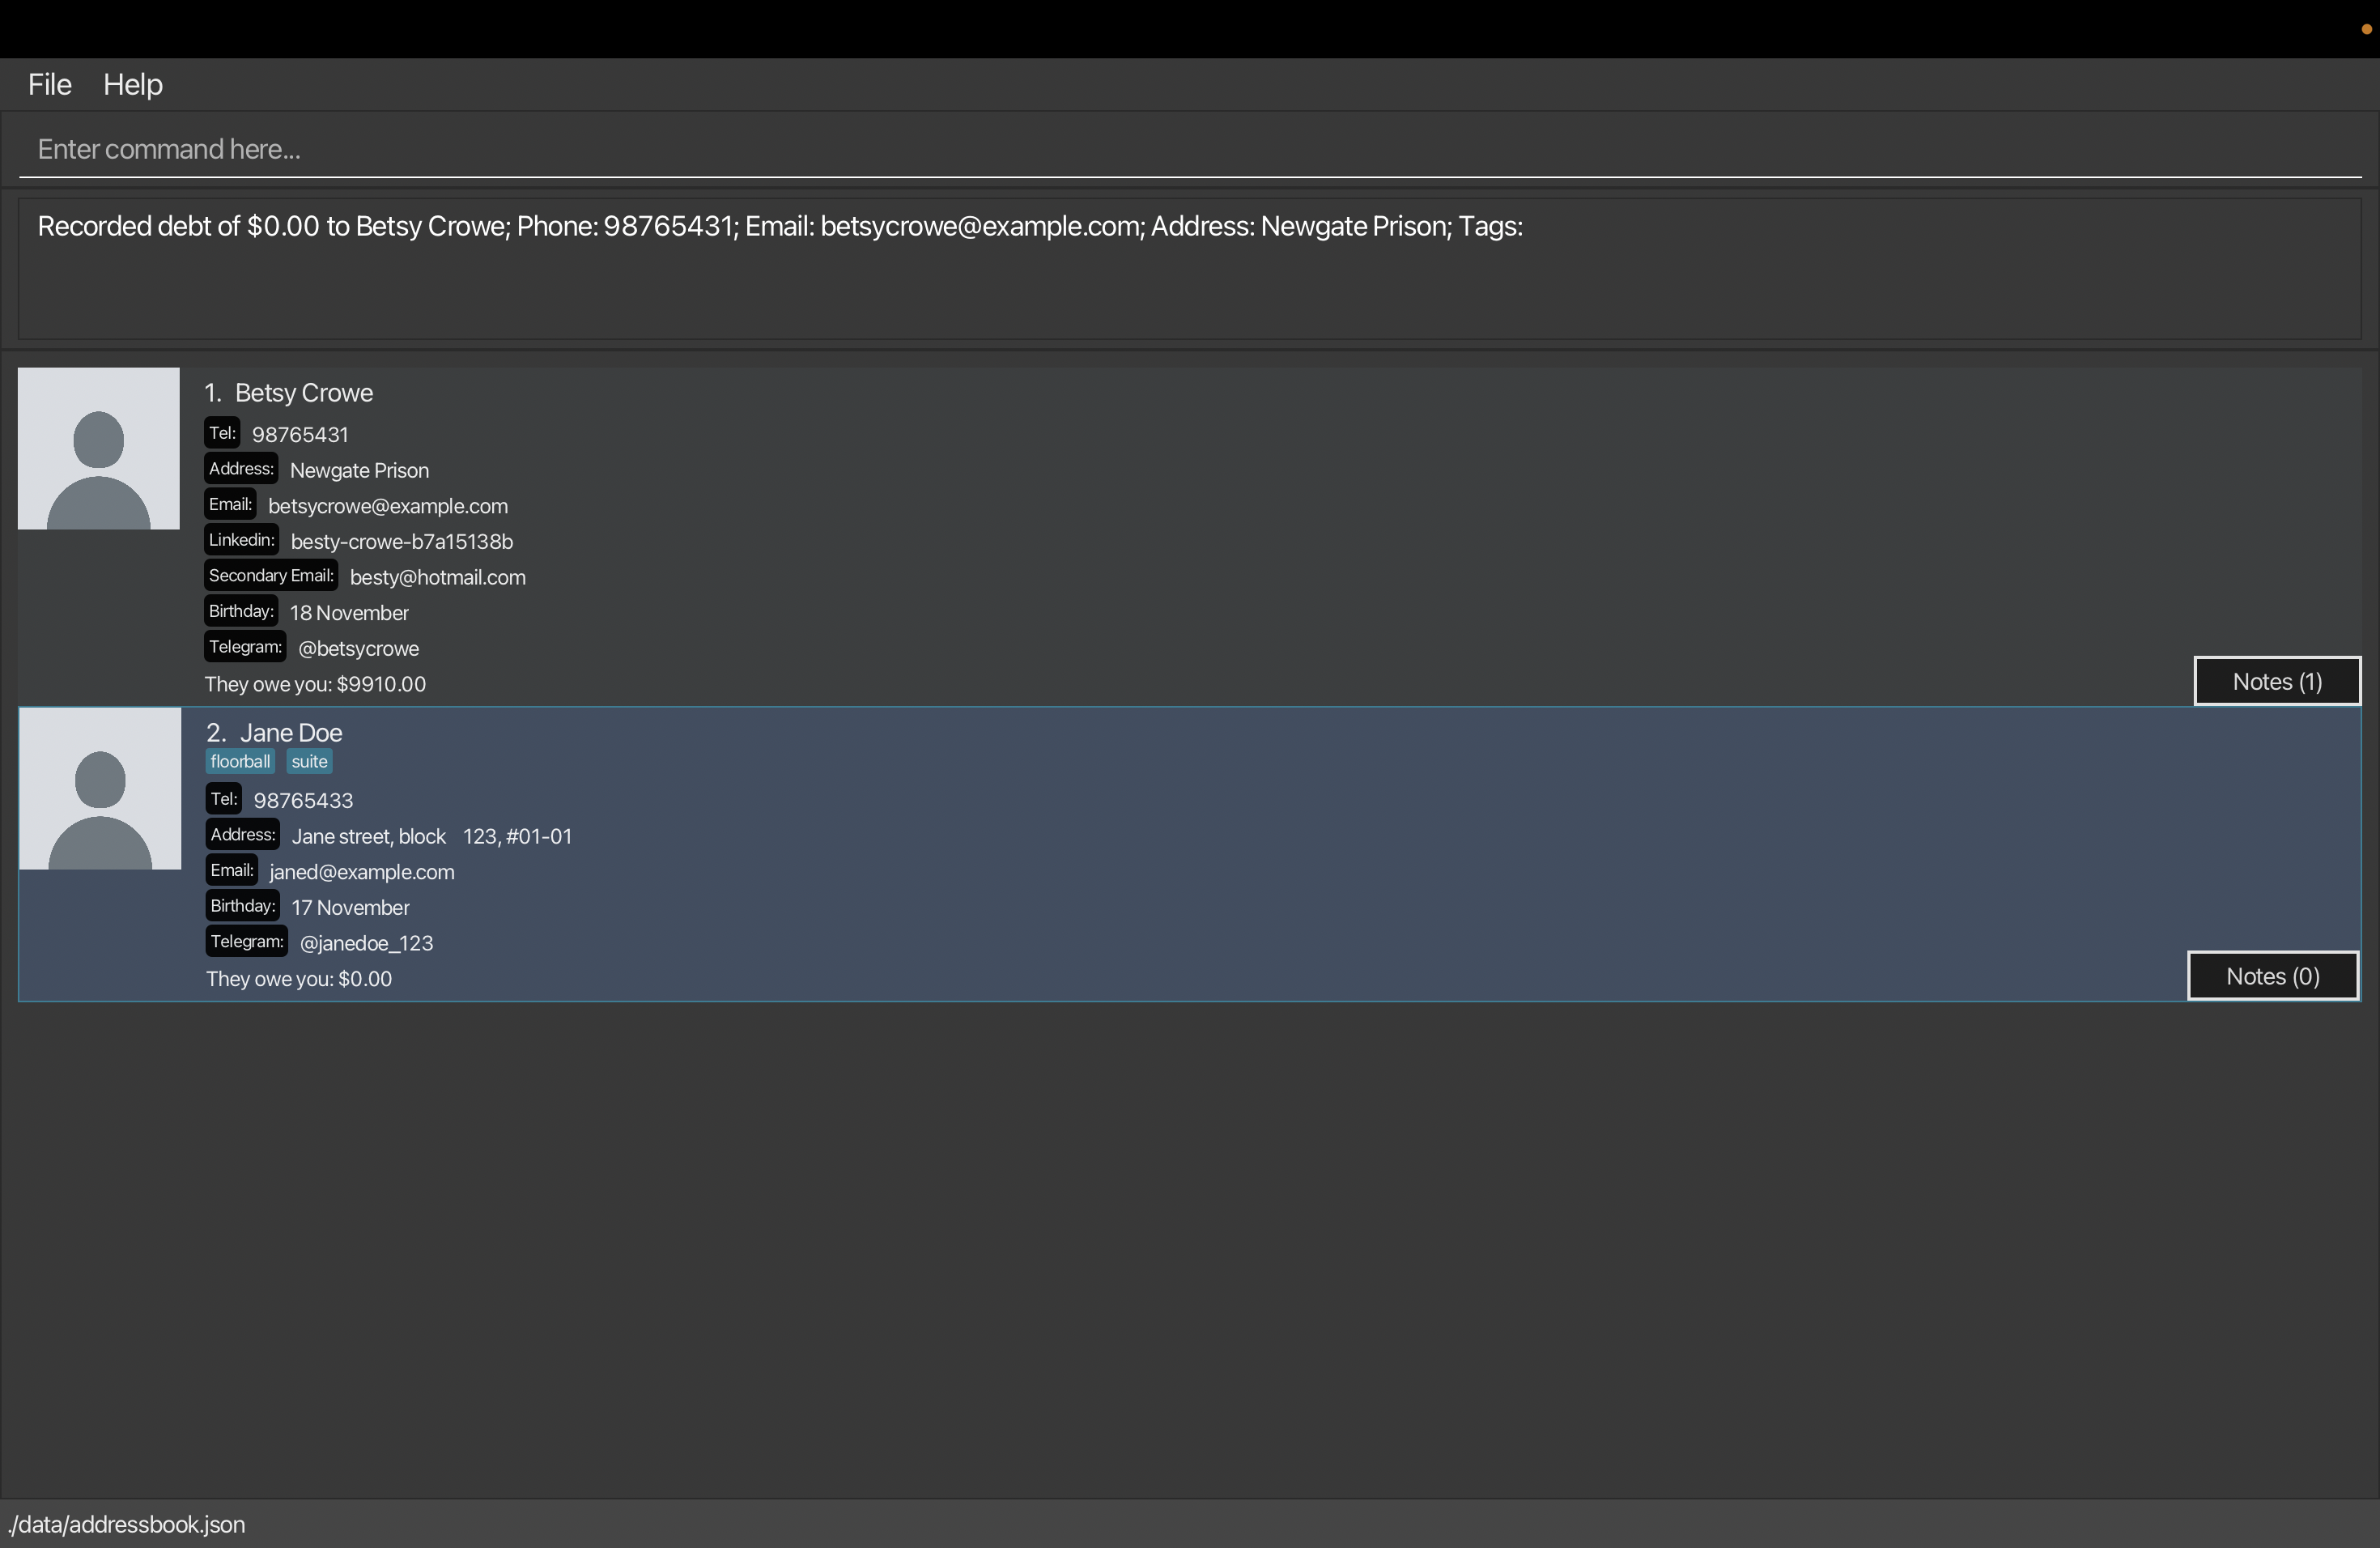 File Help
Enter command here...
Recorded debt of $0.00 to Betsy Crowe; Phone: 98765431; Email: betsycrowe@example.com; Address: Newgate Prison; Tags:
1. Betsy Crowe
Tel: 98765431
Address: Newgate Prison
Email: betsycrowe@example.com
Linkedin: besty-crowe-b7a15138b
Secondary Email: besty@hotmail.com
Birthday: 18 November
Telegram: @betsycrowe
They owe you: $9910.00
Notes (1)
2. Jane Doe
floorball suite
Tel: 98765433
Address: Jane street, block 123, #01-01
Email: janed@example.com
Birthday: 17 November
Telegram: @janedoe_123
They owe you: $0.00
Notes (0)
./data/addressbook.json